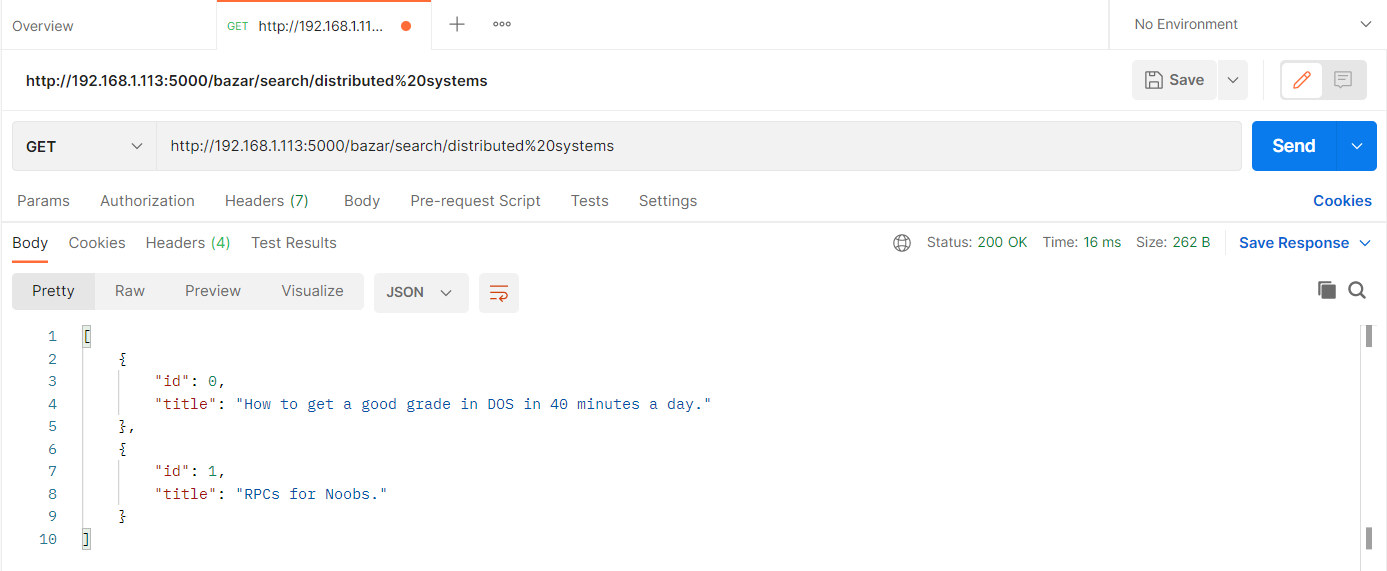 Overview
GET http://192.168.1.11...
No Environment
http://192.168.1.113:5000/bazar/search/distributed%20systems
Save
GET http://192.168.1.113:5000/bazar/search/distributed%20systems Send
Params Authorization Headers (7) Body Pre-request Script Tests Settings Cookies
Body Cookies Headers (4) Test Results Status: 200 OK Time: 16 ms Size: 262 B Save Response
Pretty Raw Preview Visualize JSON
1 [
2 {
3 "id": 0,
4 "title": "How to get a good grade in DOS in 40 minutes a day."
5 },
6 {
7 "id": 1,
8 "title": "RPCs for Noobs."
9 }
10 ]